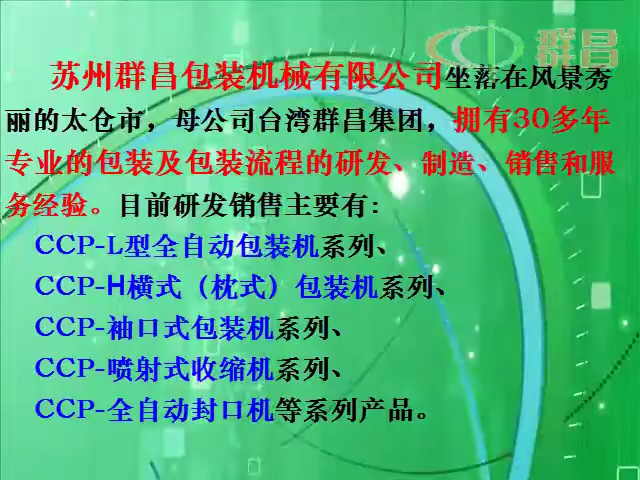 群昌
苏州群昌包装机械有限公司坐落在风景秀
丽的太仓市，母公司台湾群昌集团，拥有30多年
专业的包装及包装流程的研发、制造、销售和服
务经验。目前研发销售主要有：
CCP-L型全自动包装机系列、
CCP-H横式（枕式）包装机系列、
CCP-袖口式包装机系列、
CCP-喷射式收缩机系列、
CCP-全自动封口机等系列产品。